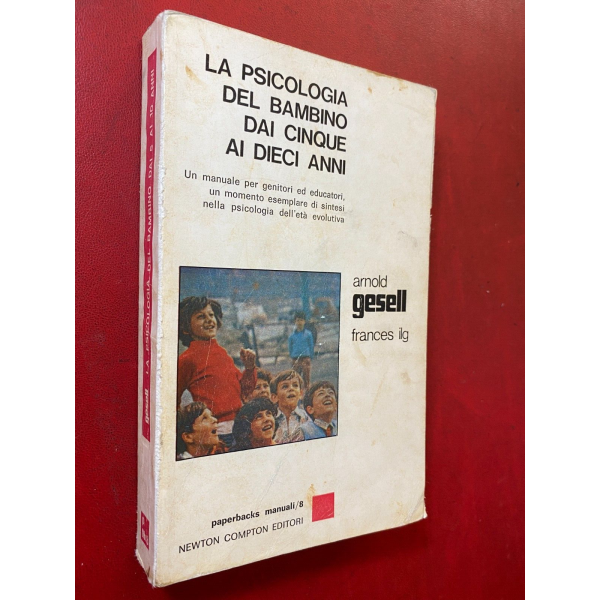 LA PSICOLOGIA
DEL BAMBINO
DAI CINQUE
AI DIECI ANNI
Un manuale per genitori ed educatori,
un momento esemplare di sintesi
nella psicologia dell'età evolutiva
arnold
gesell
frances ilg
paperbacks manuali/8
NEWTON COMPTON EDITORI
gesell LA PSICOLOGIA DEL BAMBINO DAI 5 AI 10 ANNI